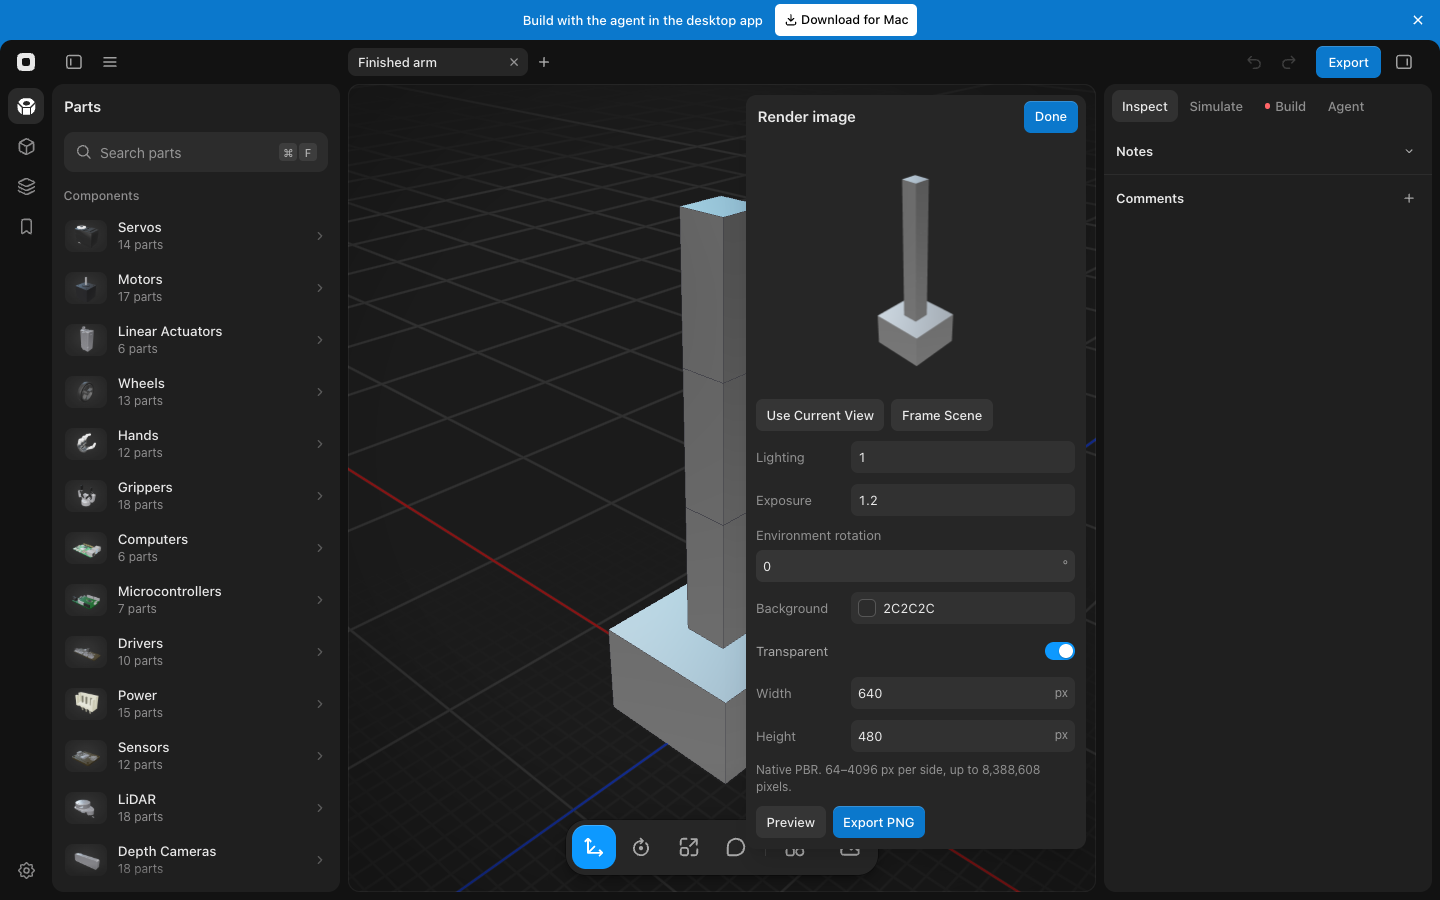 Build with the agent in the desktop app
Download for Mac
Finished arm
Export
Parts
Search parts
⌘ F
Components
Servos
14 parts
Motors
17 parts
Linear Actuators
6 parts
Wheels
13 parts
Hands
12 parts
Grippers
18 parts
Computers
6 parts
Microcontrollers
7 parts
Drivers
10 parts
Power
15 parts
Sensors
12 parts
LiDAR
18 parts
Depth Cameras
18 parts
Render image
Done
Use Current View
Frame Scene
Lighting
1
Exposure
1.2
Environment rotation
0
°
Background
2C2C2C
Transparent
Width
640
px
Height
480
px
Native PBR. 64–4096 px per side, up to 8,388,608
pixels.
Preview
Export PNG
Inspect
Simulate
Build
Agent
Notes
Comments